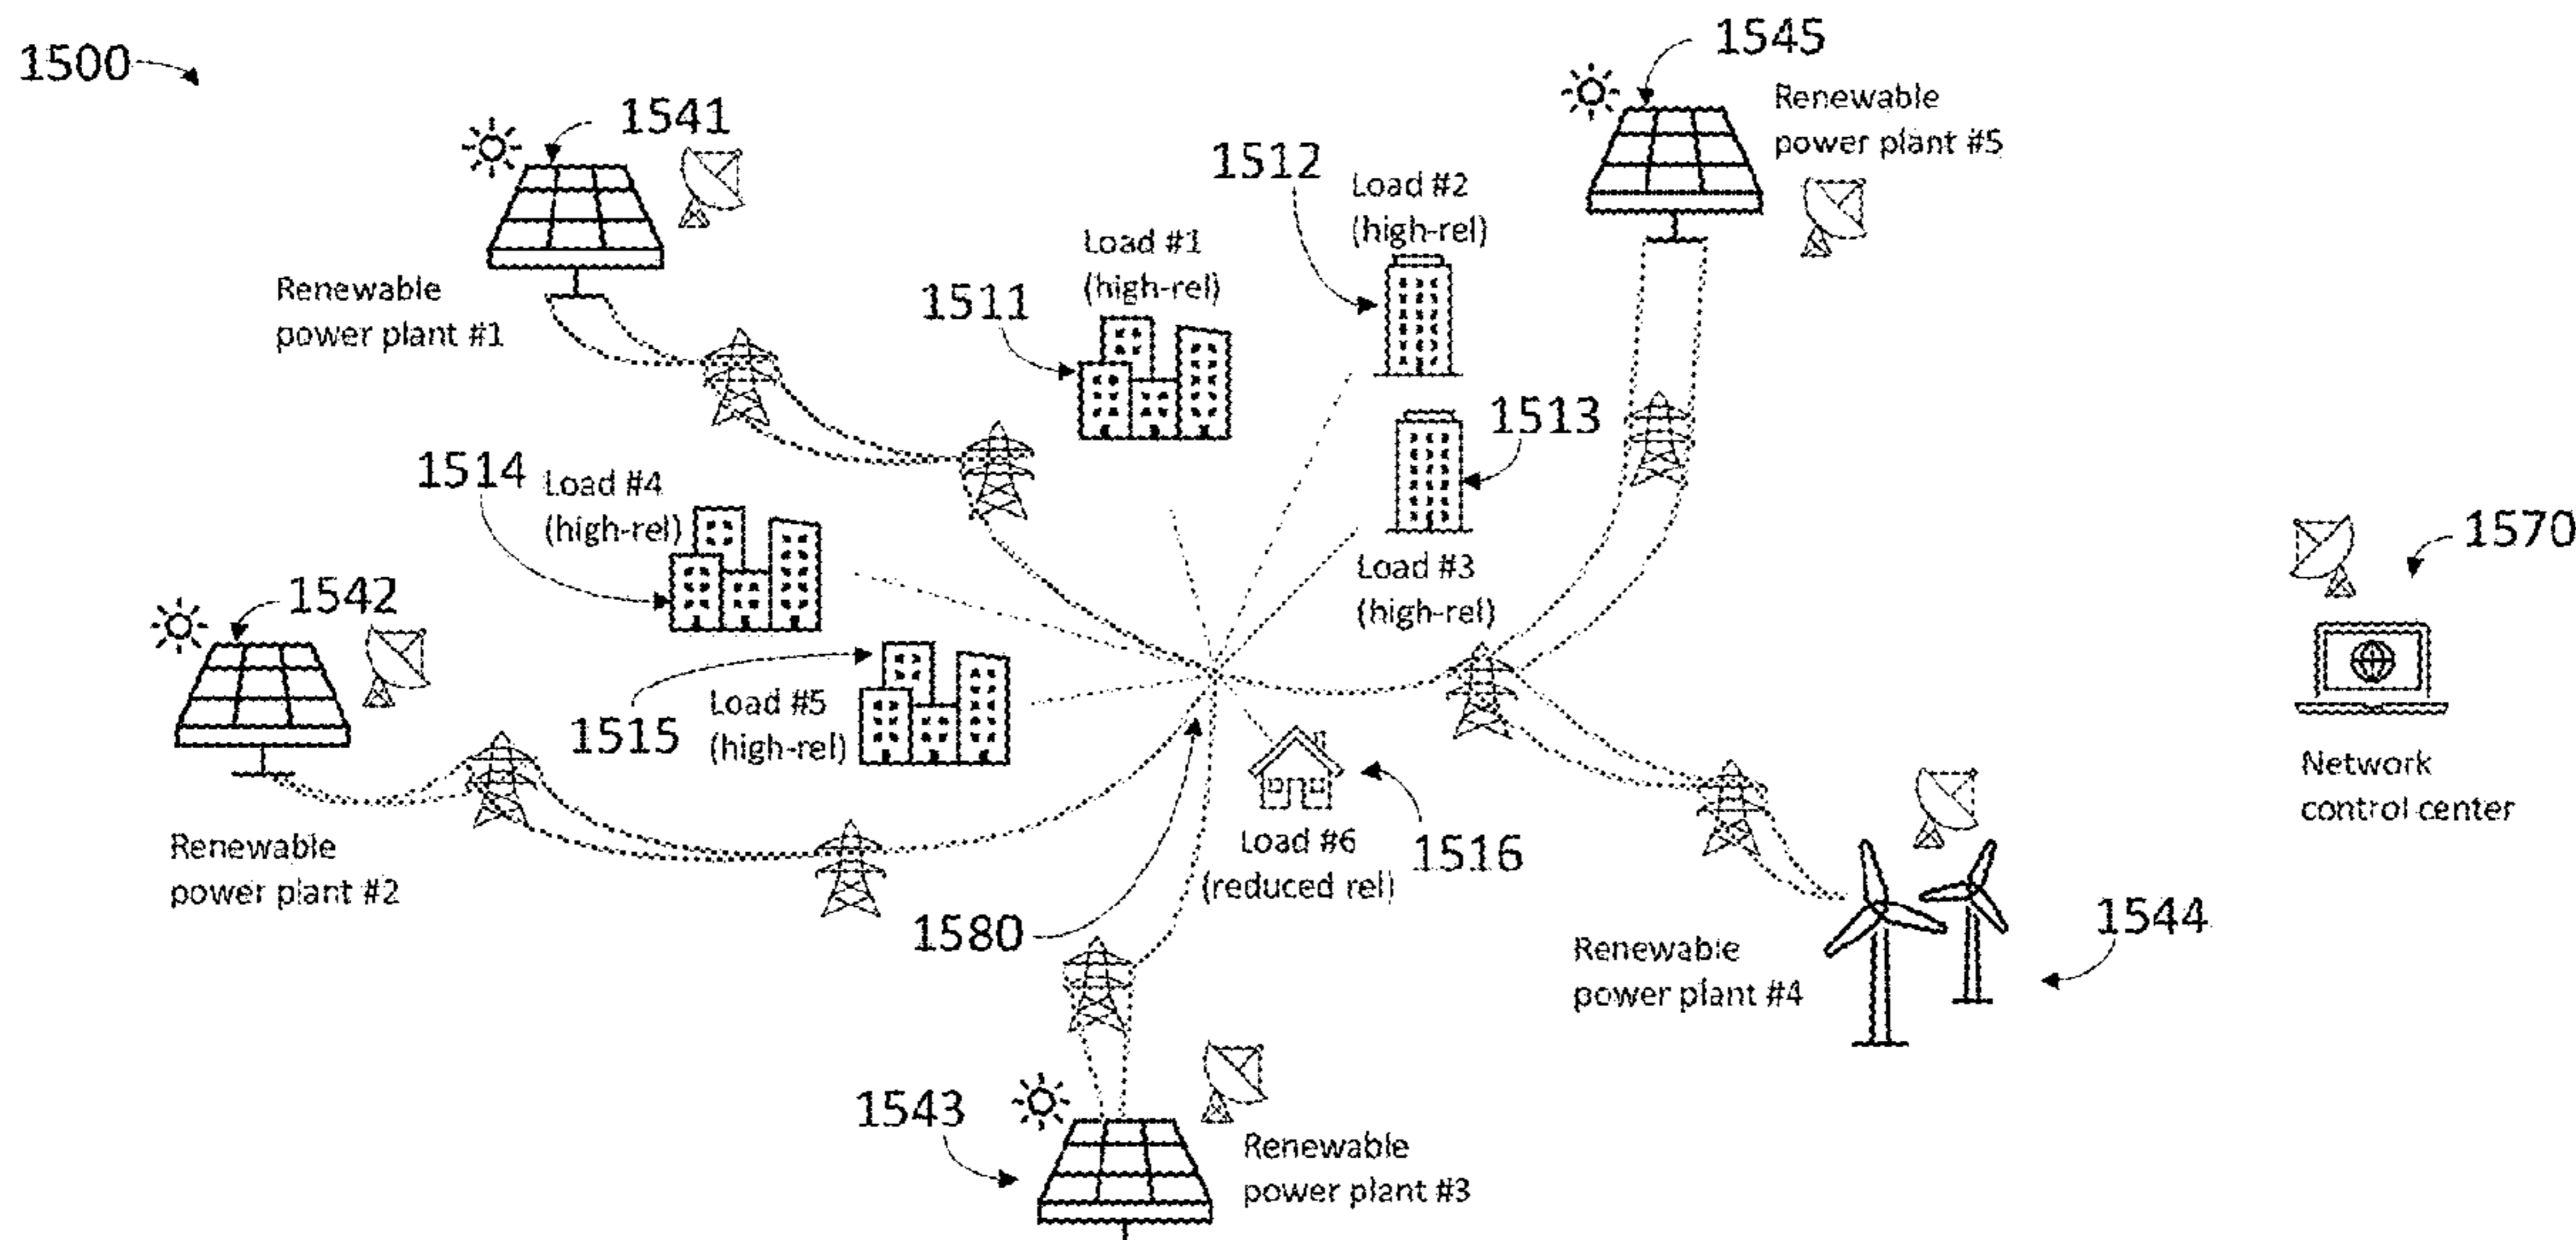 1500
1541
Renewable
power plant #1
1545
Renewable
power plant #5
1512
Load #2
(high-rel)
1511
Load #1
(high-rel)
1513
Load #3
(high-rel)
1514
Load #4
(high-rel)
1542
Renewable
power plant #2
1515
Load #5
(high-rel)
1570
Network
control center
1516
Load #6
(reduced rel)
1580
1544
Renewable
power plant #4
1543
Renewable
power plant #3